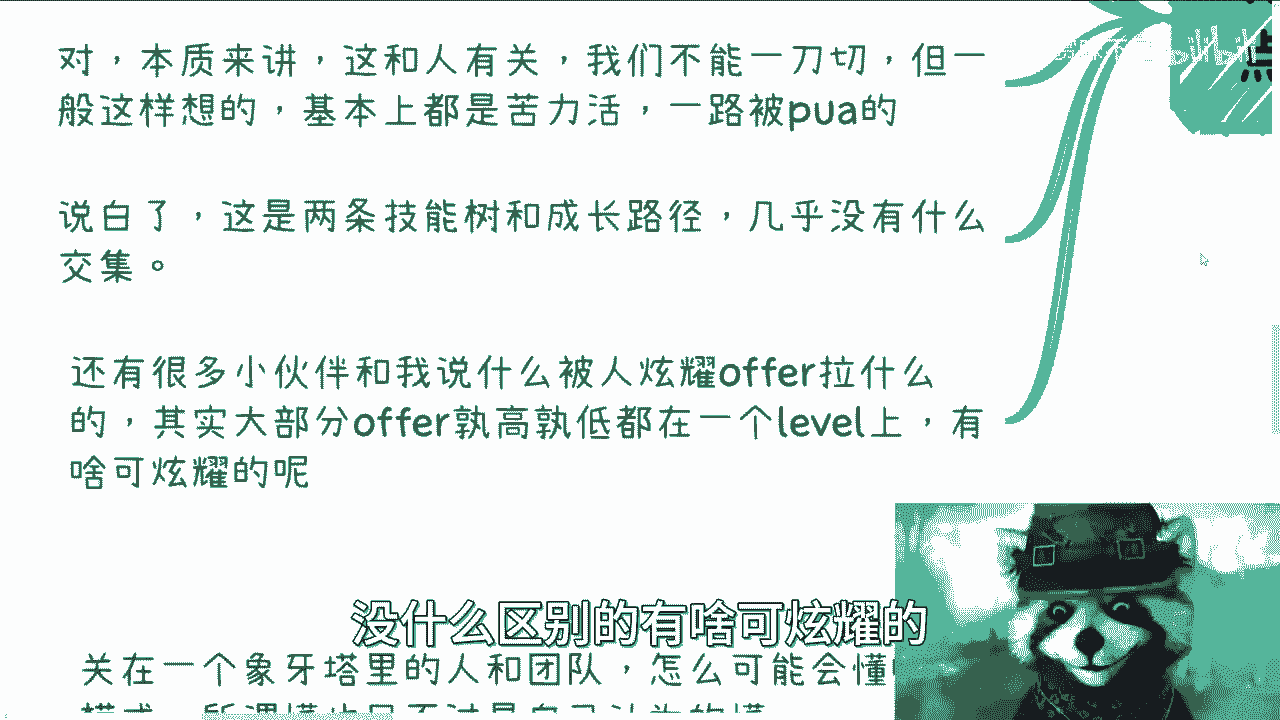 对，本质来讲，这和人有关，我们不能一刀切，但一
般这样想的，基本上都是苦力活，一路被pua的
说白了，这是两条技能树和成长路径，几乎没有什么
交集。
还有很多小伙伴和我说什么被人炫耀offer拉什么
的，其实大部分offer孰高孰低都在一个level上，有
啥可炫耀的呢
没什么区别的有啥可炫耀的
关在一个象牙塔里的人和团队，怎么可能会懂